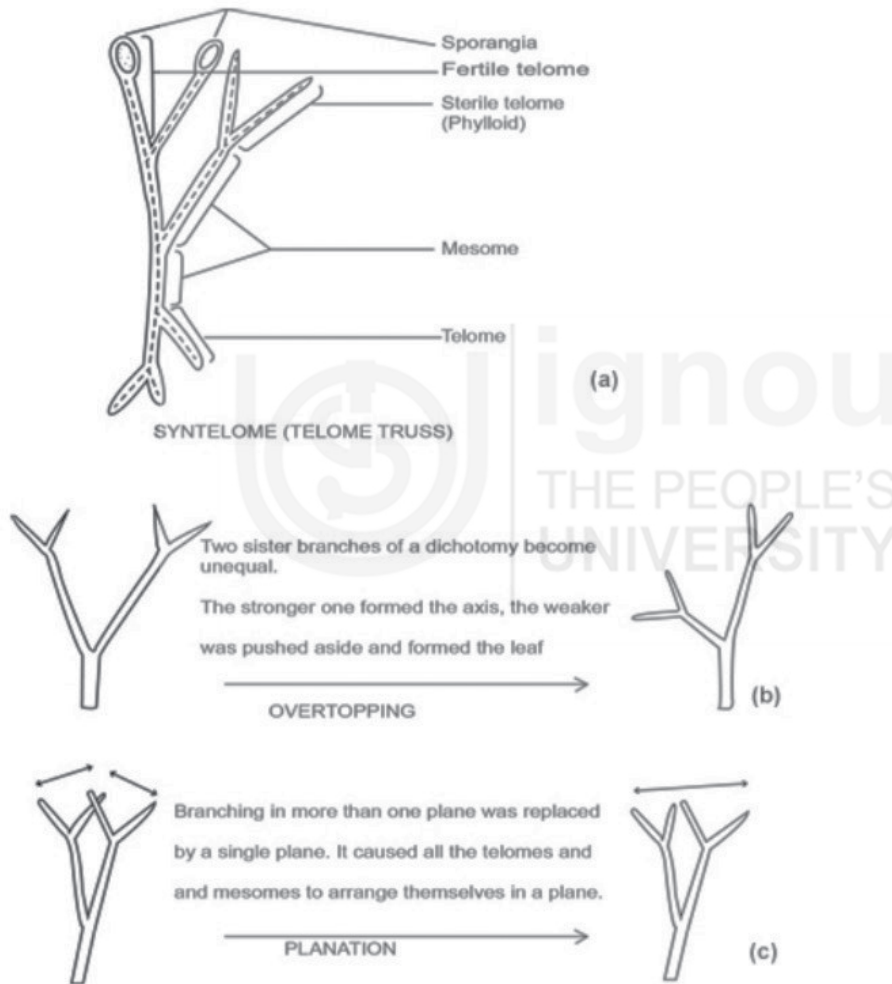 Sporangia
Fertile telome
Sterile telome
(Phylloid)
Mesome
Telome
(a)
SYNTELOME (TELOME TRUSS)
ignou
THE PEOPLE'S
UNIVERSITY
Two sister branches of a dichotomy become
unequal.
The stronger one formed the axis, the weaker
was pushed aside and formed the leaf
OVERTOPPING
(b)
Branching in more than one plane was replaced
by a single plane. It caused all the telomes and
and mesomes to arrange themselves in a plane.
PLANATION
(c)